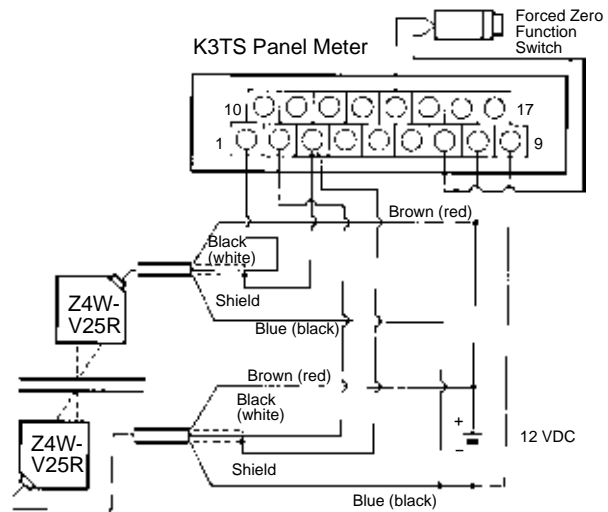 Forced Zero
Function
Switch
K3TS Panel Meter
10
17
1
9
Brown (red)
Black
(white)
Z4W-
V25R
Shield
Blue (black)
Brown (red)
Black
(white)
+
12 VDC
−
Z4W-
V25R
Shield
Blue (black)